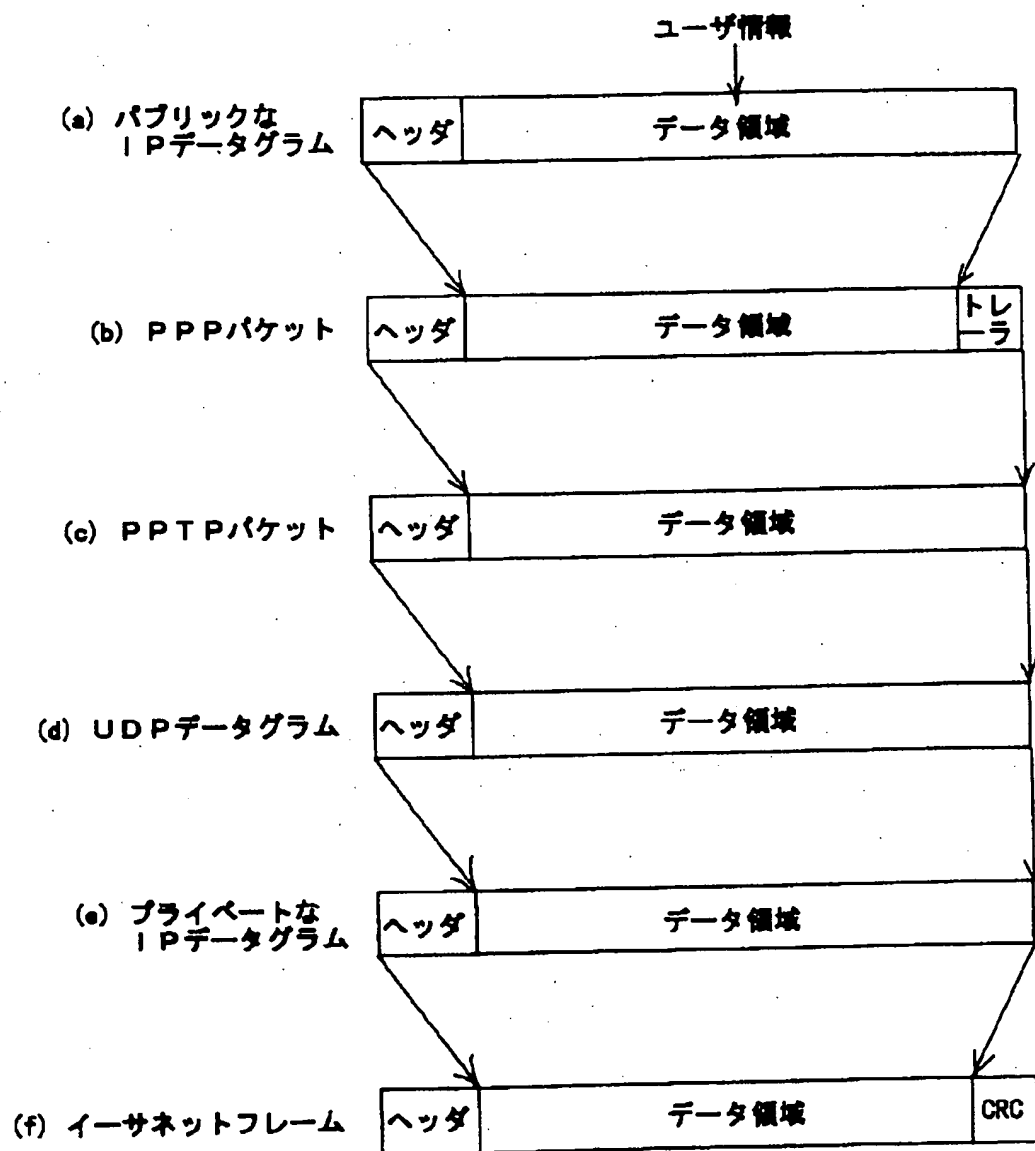 ユーザ情報
(a) パブリックな
ＩＰデータグラム
ヘッダ
データ領域
(b) ＰＰＰパケット
ヘッダ
データ領域
トレ
ーラ
(c) ＰＰＴＰパケット
ヘッダ
データ領域
(d) ＵＤＰデータグラム
ヘッダ
データ領域
(e) プライベートな
ＩＰデータグラム
ヘッダ
データ領域
(f) イーサネットフレーム
ヘッダ
データ領域
CRC